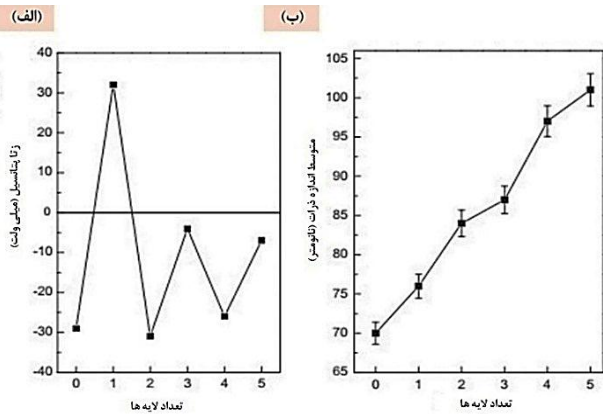 (الف)
(ب)
زتا پتانسیل (میلی ولت)
40
30
20
10
0
-10
-20
-30
-40
0 1 2 3 4 5
تعداد لایه ها
متوسط اندازه ذرات (نانومتر)
105
100
95
90
85
80
75
70
65
0 1 2 3 4 5
تعداد لایه ها